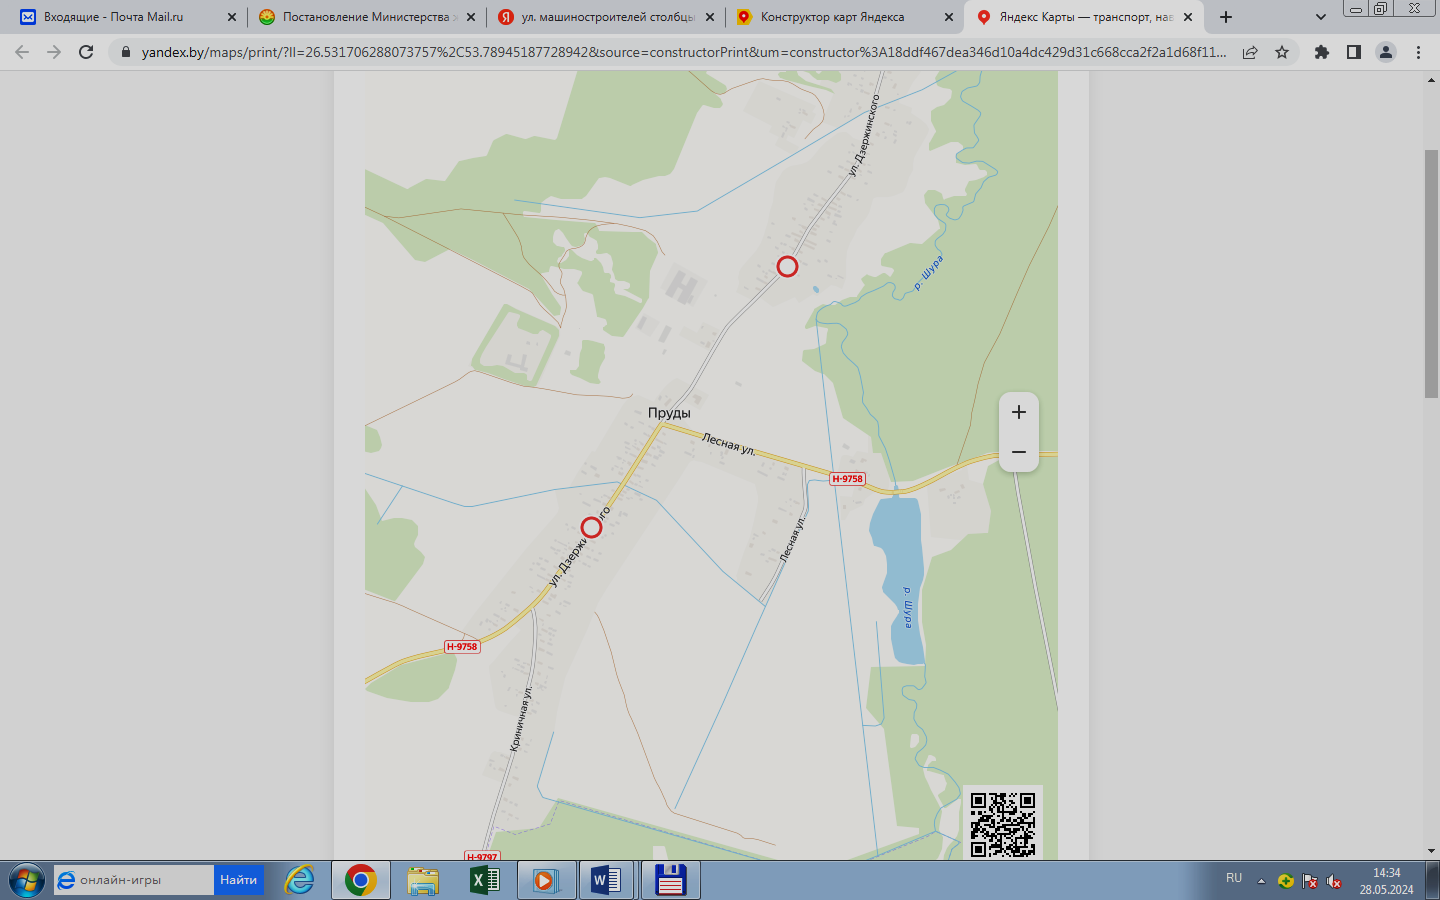 Входящие - Почта Mail.ru
Постановление Министерства
ул. машиностроителей столбцы
Конструктор карт Яндекса
Яндекс Карты — транспорт, нав
yandex.by/maps/print/?ll=26.531706288073757%2C53.78945187728942&source=constructorPrint&um=constructor%3A18ddf467dea346d10a4dc429d31c668cca2f2a1d68f11...
ул. Дзержинского
р. Шура
Пруды
Лесная ул.
Н-9758
Лесная ул.
ул. Дзержи
го
р. Шура
Н-9758
Криничная ул.
Н-9797
онлайн-игры
Найти
RU
14:34
28.05.2024